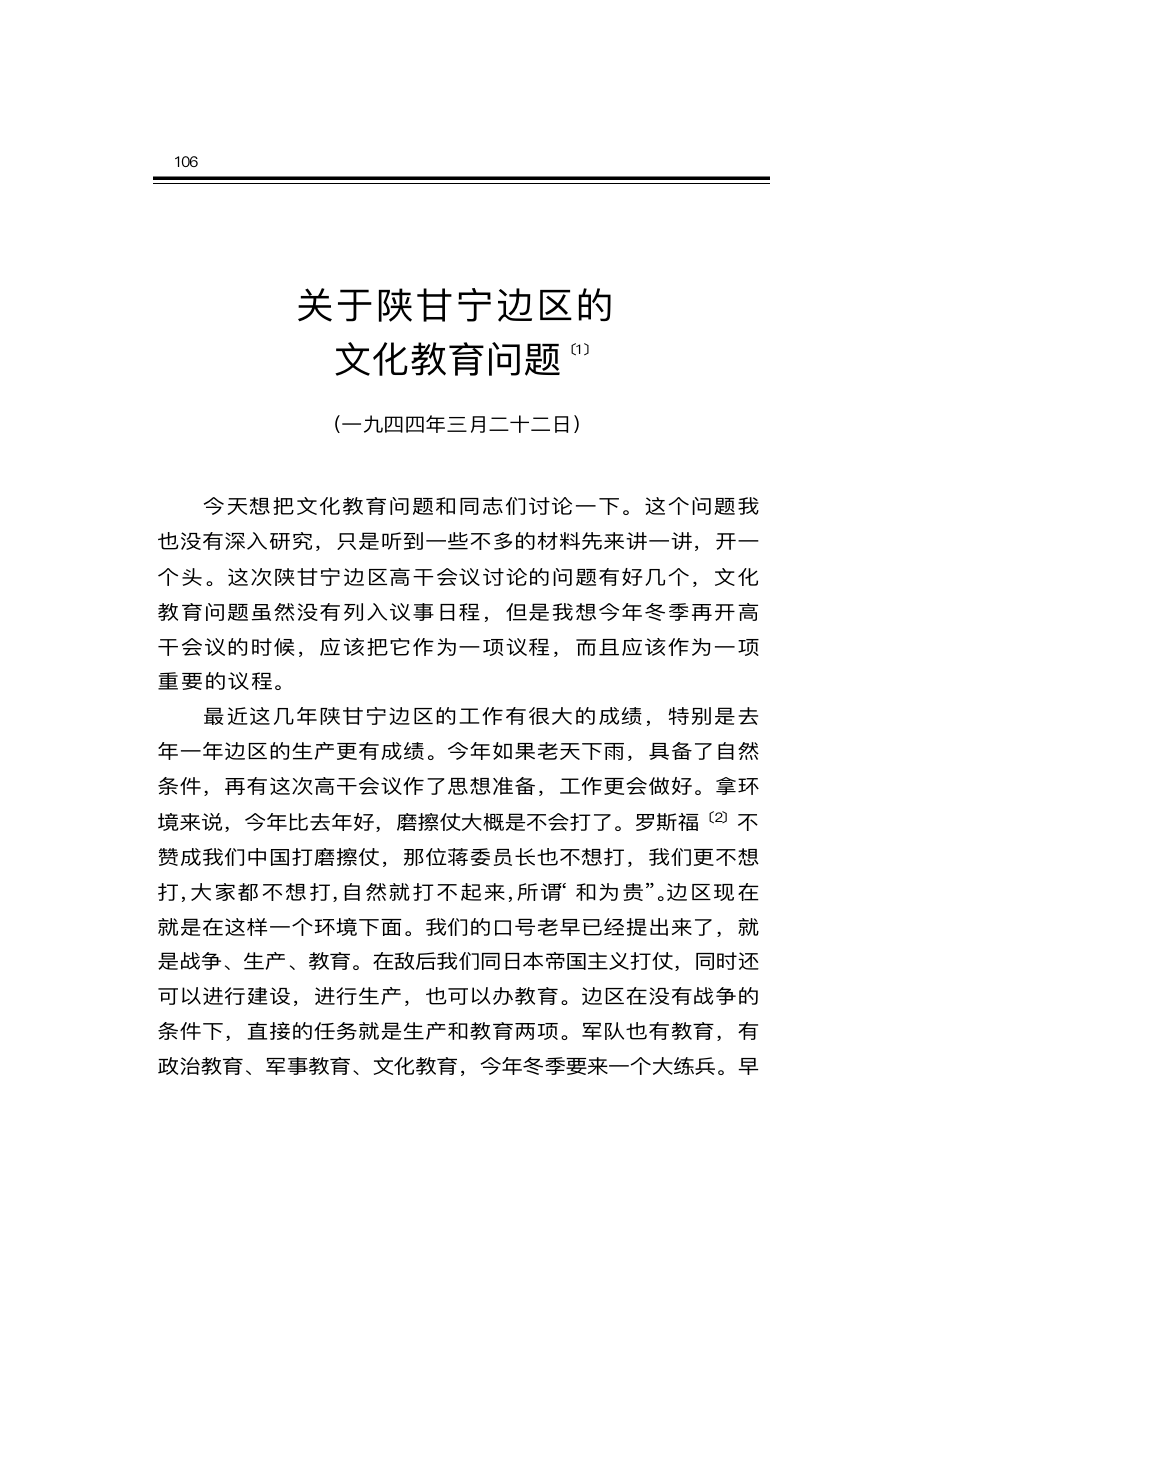 106
关于陕甘宁边区的
文化教育问题〔1〕
(一九四四年三月二十二日)
今天想把文化教育问题和同志们讨论一下。这个问题我
也没有深入研究，只是听到一些不多的材料先来讲一讲，开一
个头。这次陕甘宁边区高干会议讨论的问题有好几个，文化
教育问题虽然没有列入议事日程，但是我想今年冬季再开高
干会议的时候，应该把它作为一项议程，而且应该作为一项
重要的议程。
最近这几年陕甘宁边区的工作有很大的成绩，特别是去
年一年边区的生产更有成绩。今年如果老天下雨，具备了自然
条件，再有这次高干会议作了思想准备，工作更会做好。拿环
境来说，今年比去年好，磨擦仗大概是不会打了。罗斯福〔2〕不
赞成我们中国打磨擦仗，那位蒋委员长也不想打，我们更不想
打,大家都不想打,自然就打不起来,所谓“和为贵”。边区现在
就是在这样一个环境下面。我们的口号老早已经提出来了，就
是战争、生产、教育。在敌后我们同日本帝国主义打仗，同时还
可以进行建设，进行生产，也可以办教育。边区在没有战争的
条件下，直接的任务就是生产和教育两项。军队也有教育，有
政治教育、军事教育、文化教育，今年冬季要来一个大练兵。早